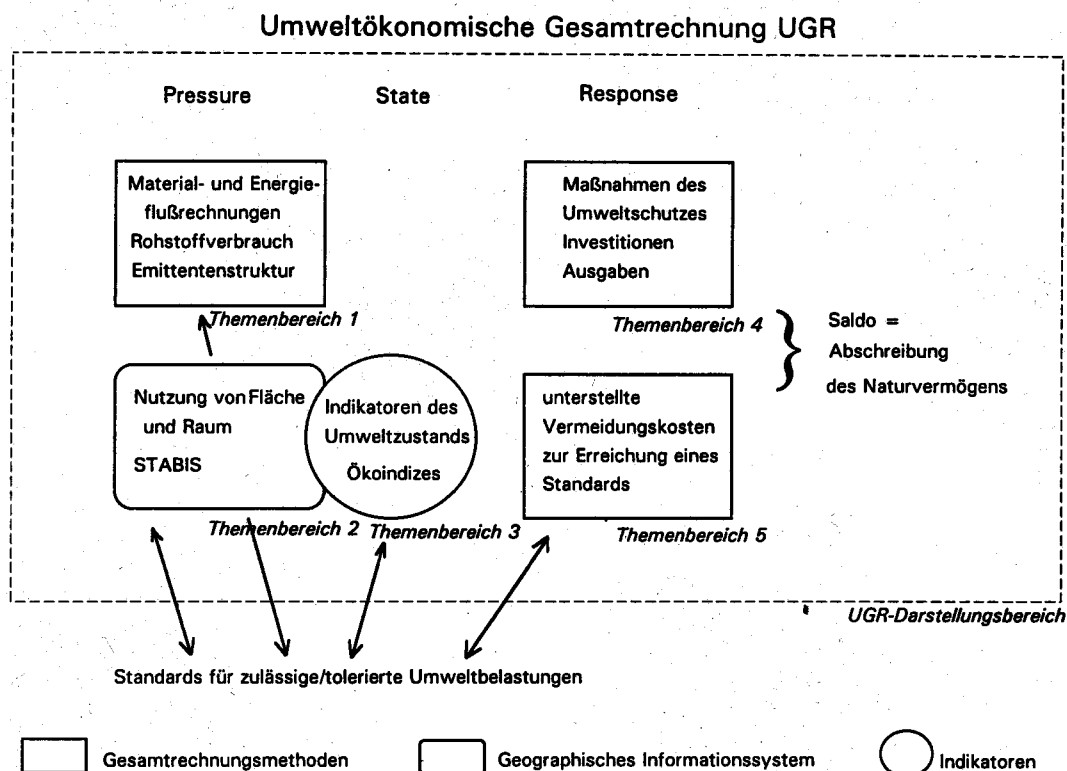 Umweltökonomische Gesamtrechnung UGR
Pressure
State
Response
Material- und Energie-
flußrechnungen
Rohstoffverbrauch
Emittentenstruktur
Themenbereich 1
Maßnahmen des
Umweltschutzes
Investitionen
Ausgaben
Themenbereich 4
Saldo =
Abschreibung
des Naturvermögens
Nutzung von Fläche
und Raum
STABIS
Themenbereich 2
Indikatoren des
Umweltzustands
Ökoindizes
Themenbereich 3
unterstellte
Vermeidungskosten
zur Erreichung eines
Standards
Themenbereich 5
UGR-Darstellungsbereich
Standards für zulässige/tolerierte Umweltbelastungen
Gesamtrechnungsmethoden
Geographisches Informationssystem
Indikatoren